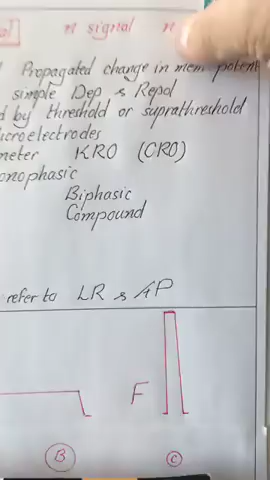 signal
Propagated change in mem potent
simple Dep & Repol
by threshold or suprathreshold
croelectrodes
meter KRO (CRO)
onophasic
Biphasic
Compound
refer to LR & AP
F
B C